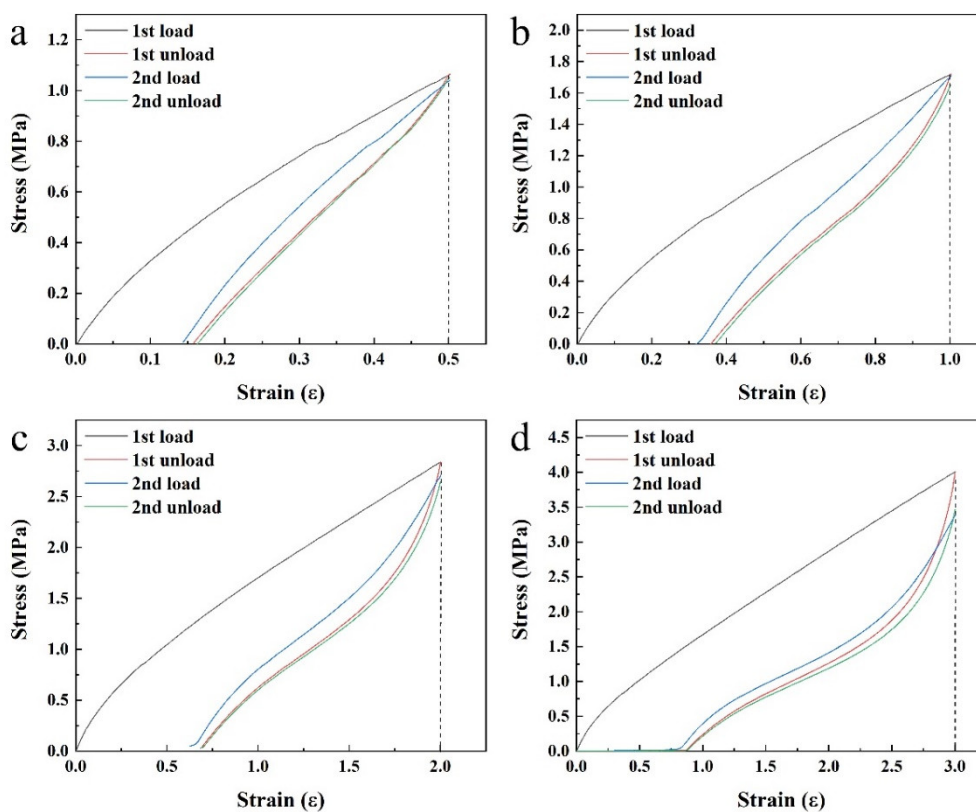 a
1st load
1st unload
2nd load
2nd unload
1.2
1.0
0.8
0.6
0.4
0.2
0.0
Stress (MPa)
0.0 0.1 0.2 0.3 0.4 0.5
Strain (ε)
b
1st load
1st unload
2nd load
2nd unload
2.0
1.8
1.6
1.4
1.2
1.0
0.8
0.6
0.4
0.2
0.0
Stress (MPa)
0.0 0.2 0.4 0.6 0.8 1.0
Strain (ε)
c
1st load
1st unload
2nd load
2nd unload
3.0
2.5
2.0
1.5
1.0
0.5
0.0
Stress (MPa)
0.0 0.5 1.0 1.5 2.0
Strain (ε)
d
1st load
1st unload
2nd load
2nd unload
4.5
4.0
3.5
3.0
2.5
2.0
1.5
1.0
0.5
0.0
Stress (MPa)
0.0 0.5 1.0 1.5 2.0 2.5 3.0
Strain (ε)